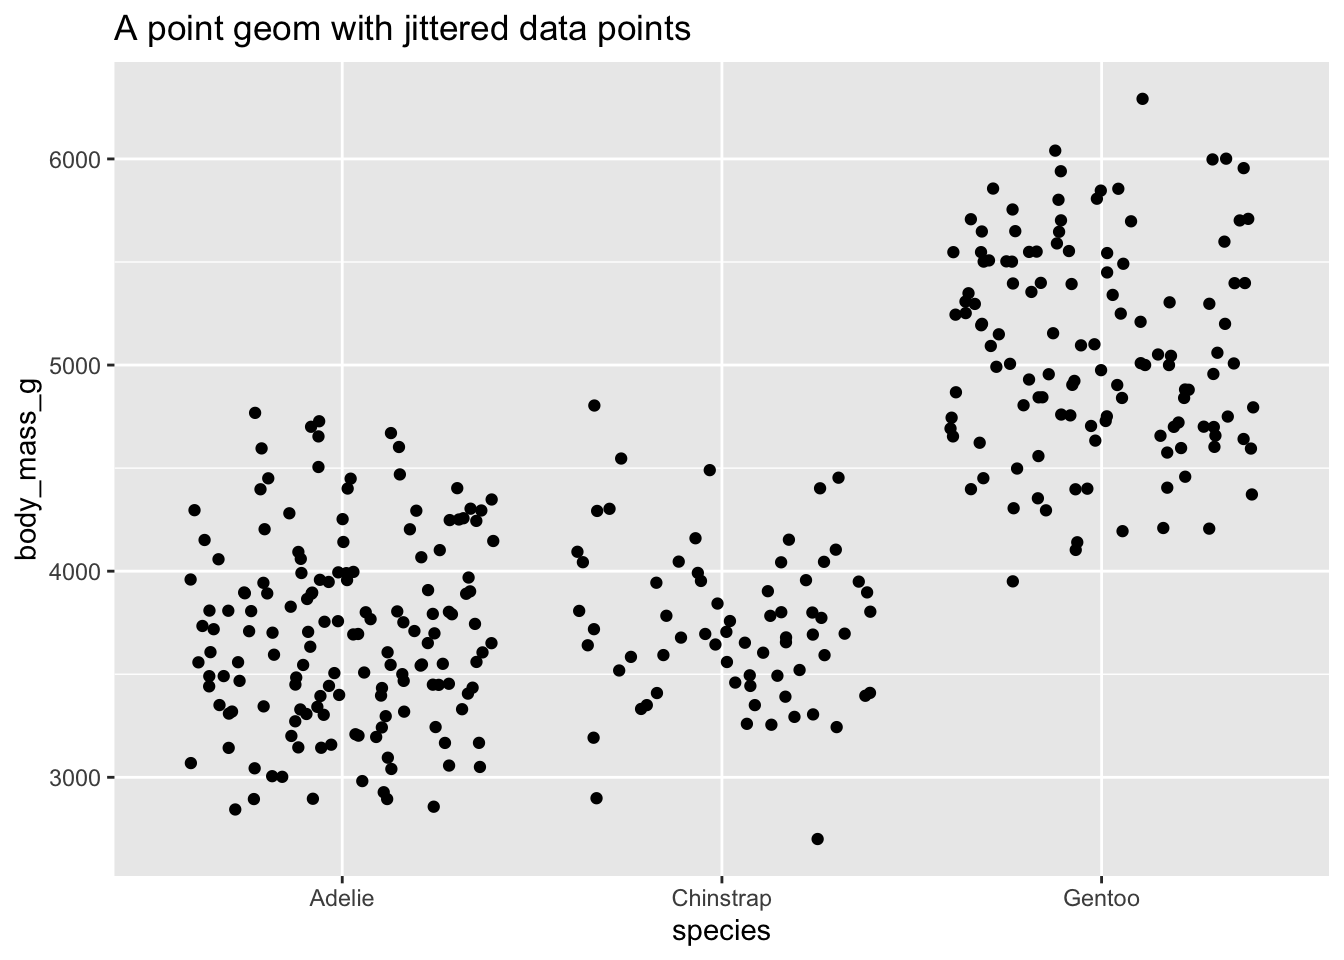 A point geom with jittered data points
body_mass_g
6000
5000
4000
3000
Adelie
Chinstrap
Gentoo
species